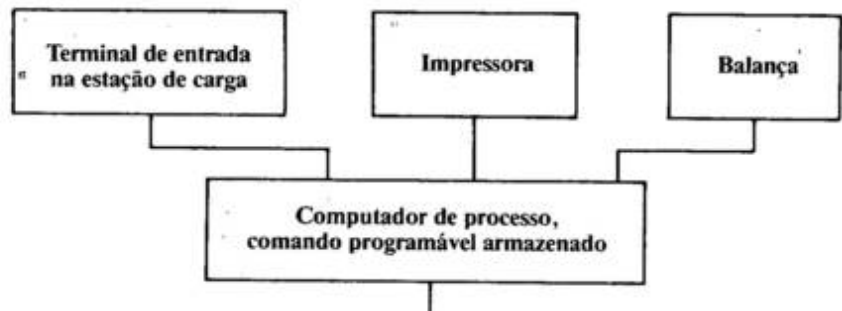 Terminal de entrada
na estação de carga
Impressora
Balança
Computador de processo,
comando programável armazenado